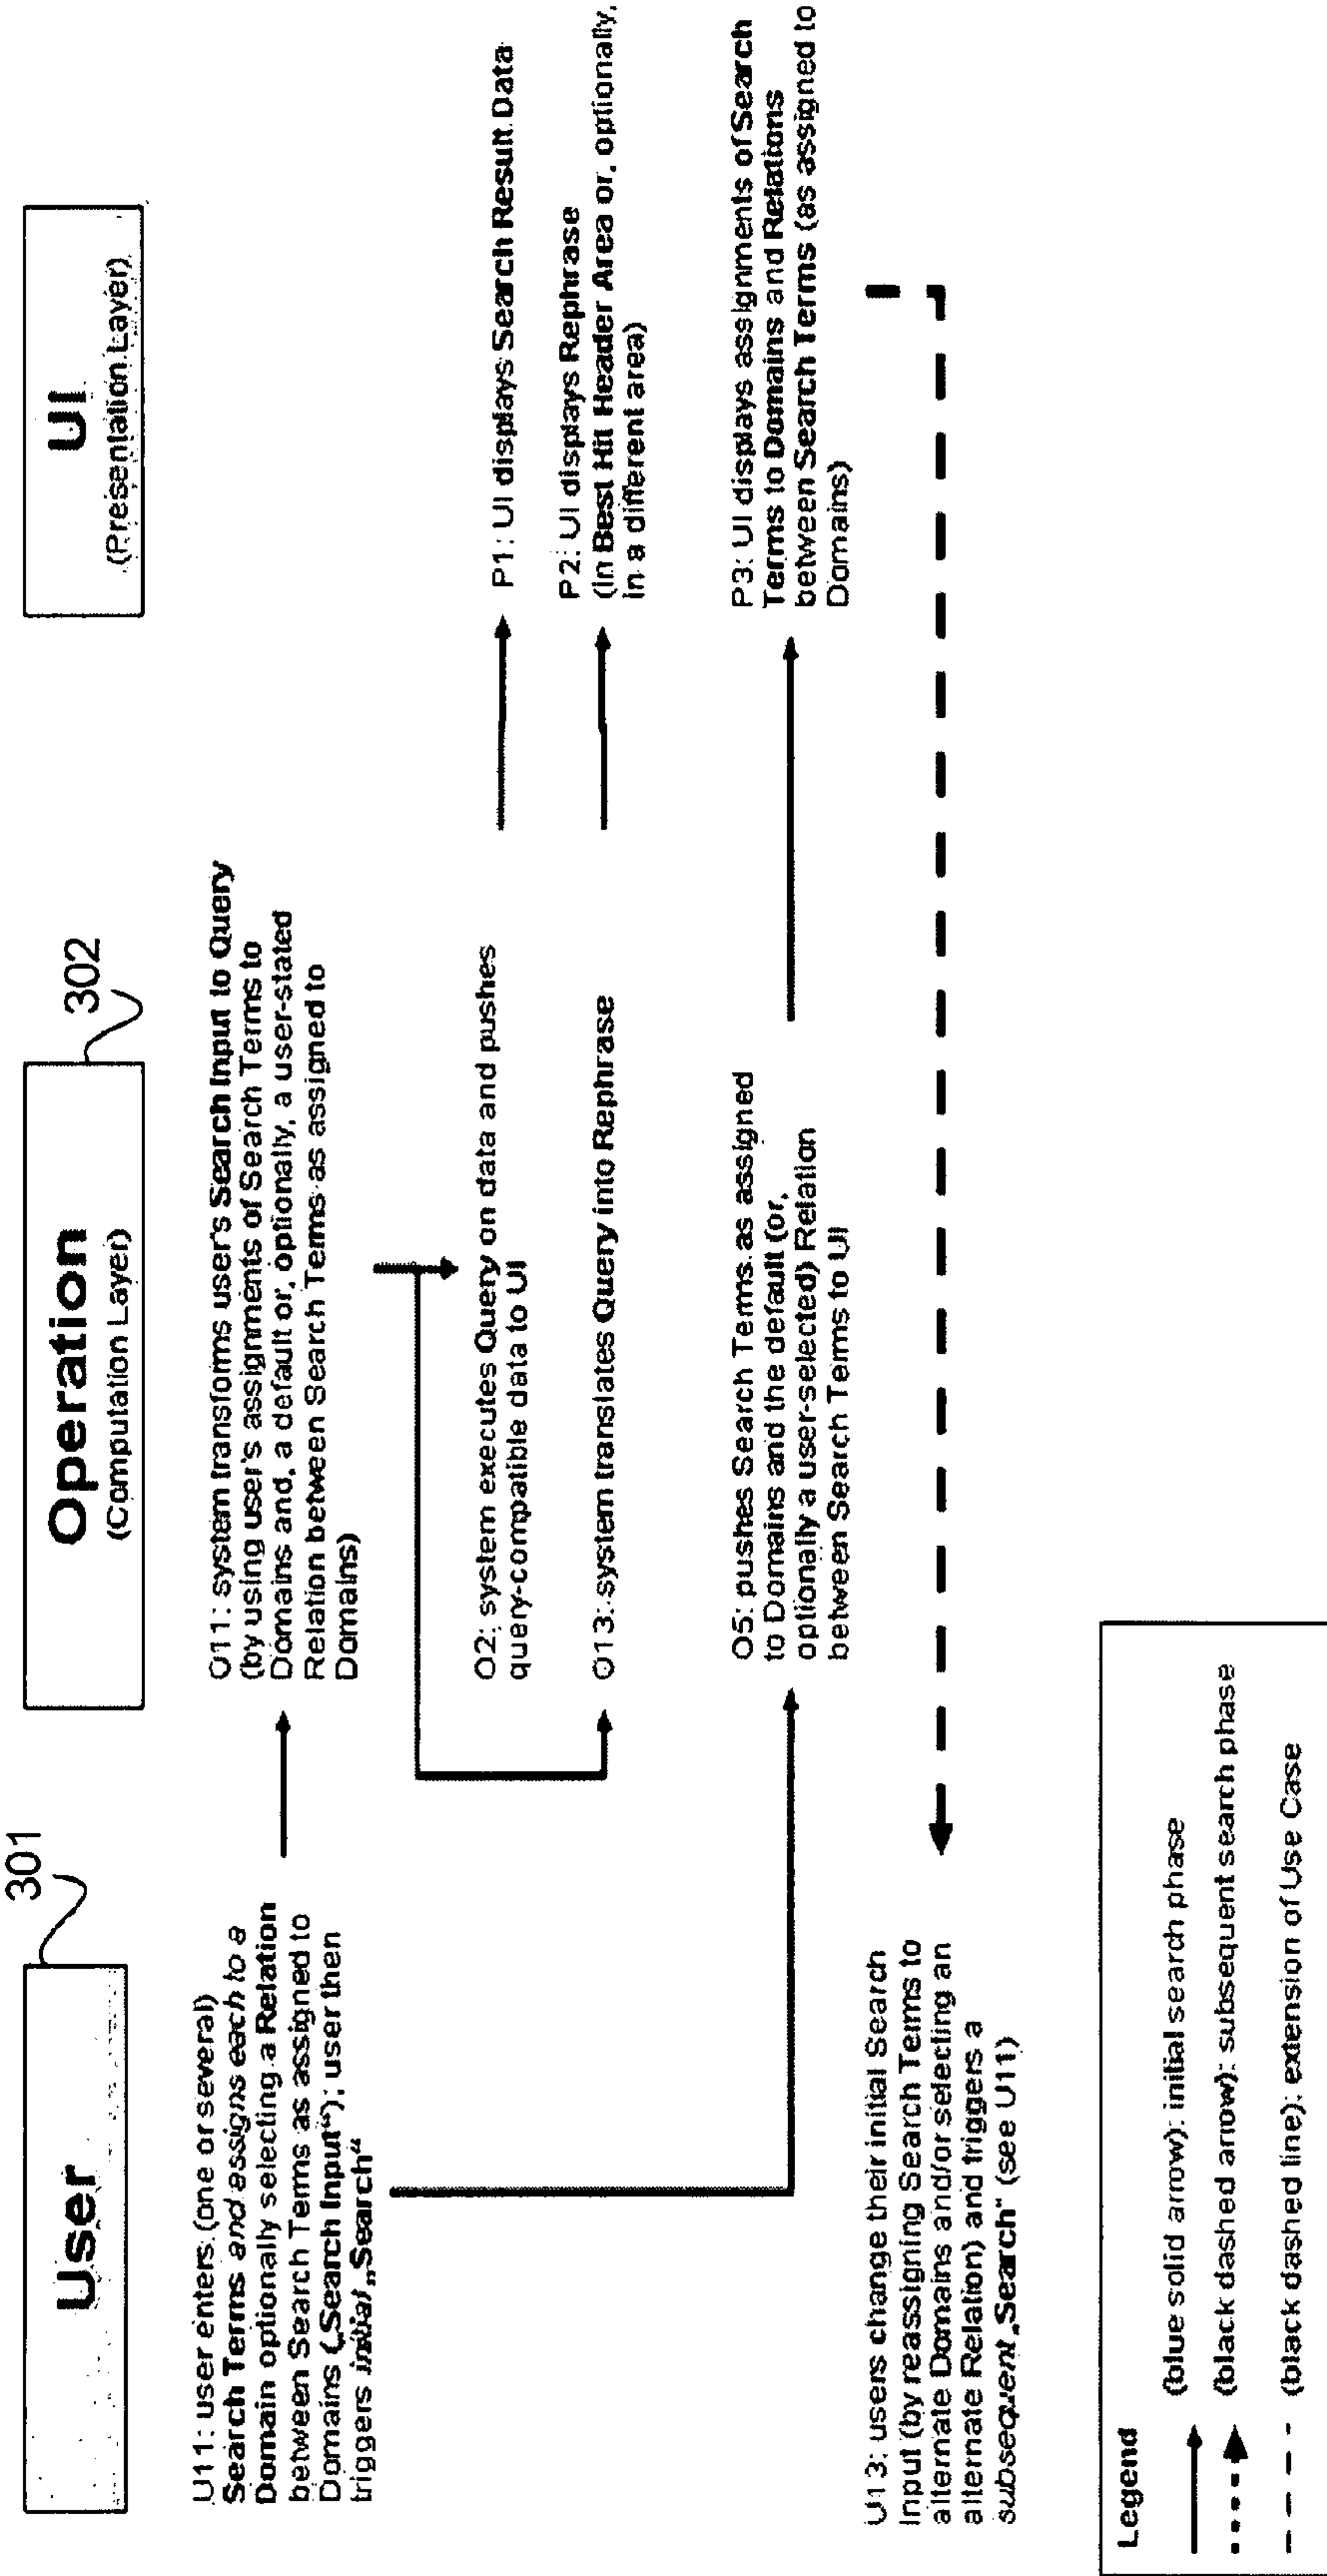 301
User
U11: user enters (one or several)
Search Terms and assigns each to a
Domain optionally selecting a Relation
between Search Terms as assigned to
Domains („Search Input“); user then
triggers initial „Search“
U13: users change their initial Search
Input (by reassigning Search Terms to
alternate Domains and/or selecting an
alternate Relation) and triggers a
subsequent „Search" (see U11)
302
Operation
(Computation Layer)
O11: system transforms user's Search Input to Query
(by using user's assignments of Search Terms to
Domains and, a default or, optionally, a user-stated
Relation between Search Terms as assigned to
Domains)
O2: system executes Query on data and pushes
query-compatible data to UI
O13: system translates Query into Rephrase
O5: pushes Search Terms as assigned
to Domains and the default (or,
optionally a user-selected) Relation
between Search Terms to UI
UI
(Presentation Layer)
P1: UI displays Search Result Data
P2: UI displays Rephrase
(in Best Hit Header Area or, optionally,
in a different area)
P3: UI displays assignments of Search
Terms to Domains and Relations
between Search Terms (as assigned to
Domains)
Legend
(blue solid arrow): initial search phase
(black dashed arrow): subsequent search phase
(black dashed line): extension of Use Case